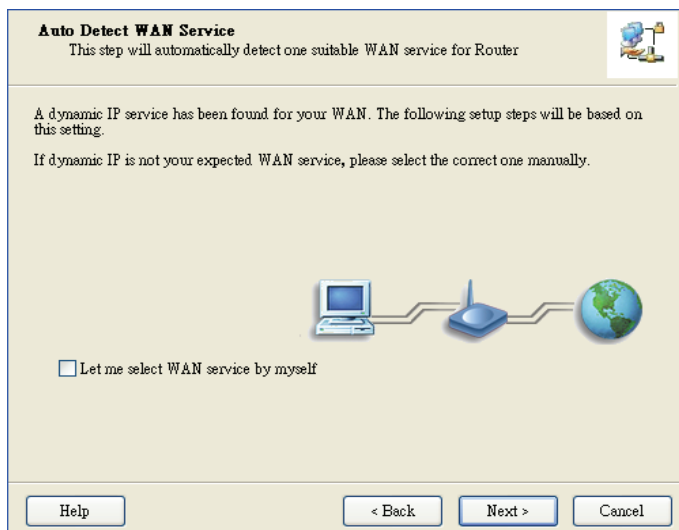 Auto Detect WAN Service
This step will automatically detect one suitable WAN service for Router
A dynamic IP service has been found for your WAN. The following setup steps will be based on
this setting.
If dynamic IP is not your expected WAN service, please select the correct one manually.
Let me select WAN service by myself
Help
< Back
Next >
Cancel